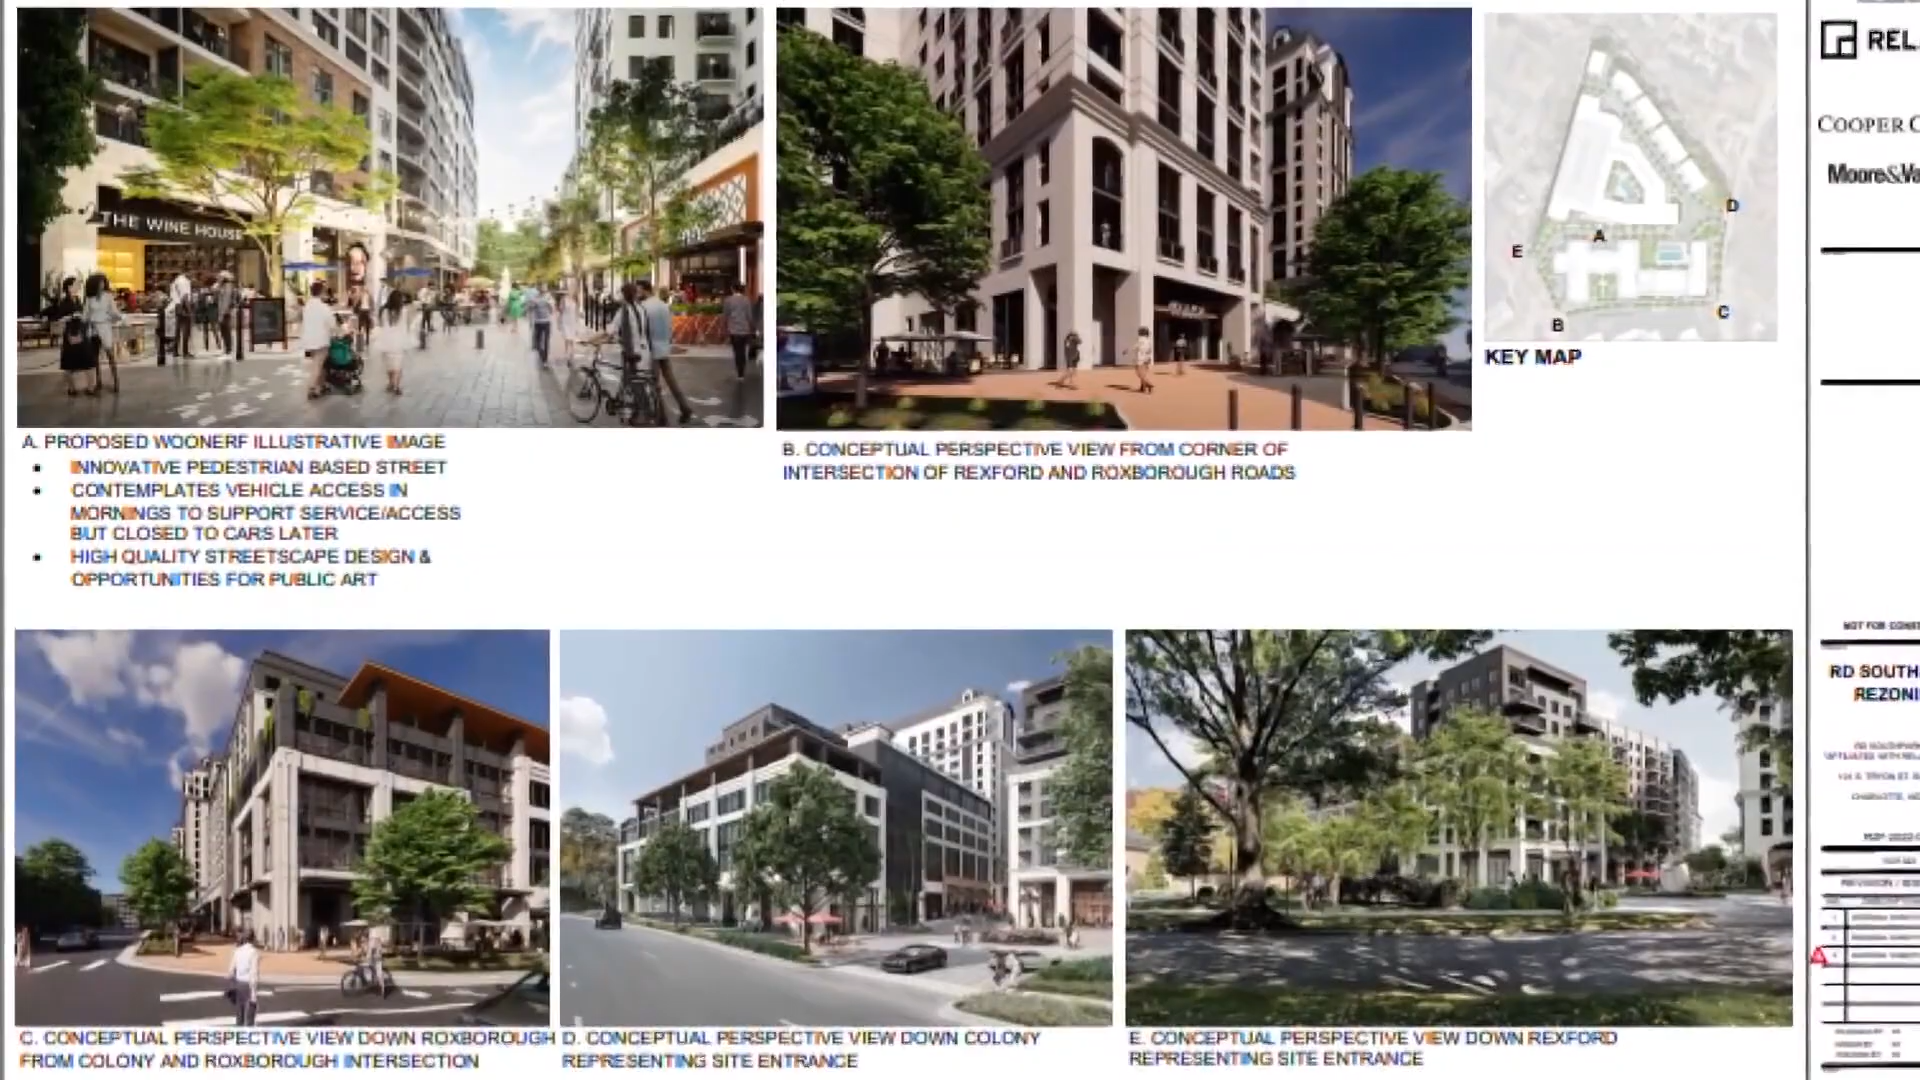 THE WINE HOUSE
A. PROPOSED WOONERF ILLUSTRATIVE IMAGE
• INNOVATIVE PEDESTRIAN BASED STREET
• CONTEMPLATES VEHICLE ACCESS IN
MORNINGS TO SUPPORT SERVICE/ACCESS
BUT CLOSED TO CARS LATER
• HIGH QUALITY STREETSCAPE DESIGN &
OPPORTUNITIES FOR PUBLIC ART
B. CONCEPTUAL PERSPECTIVE VIEW FROM CORNER OF
INTERSECTION OF REXFORD AND ROXBOROUGH ROADS
D
A
E
C
B
KEY MAP
C. CONCEPTUAL PERSPECTIVE VIEW DOWN ROXBOROUGH
FROM COLONY AND ROXBOROUGH INTERSECTION
D. CONCEPTUAL PERSPECTIVE VIEW DOWN COLONY
REPRESENTING SITE ENTRANCE
E. CONCEPTUAL PERSPECTIVE VIEW DOWN REXFORD
REPRESENTING SITE ENTRANCE
REL
COOPER C
Moore&Va
NOT FOR CONST
RD SOUTH
REZONI